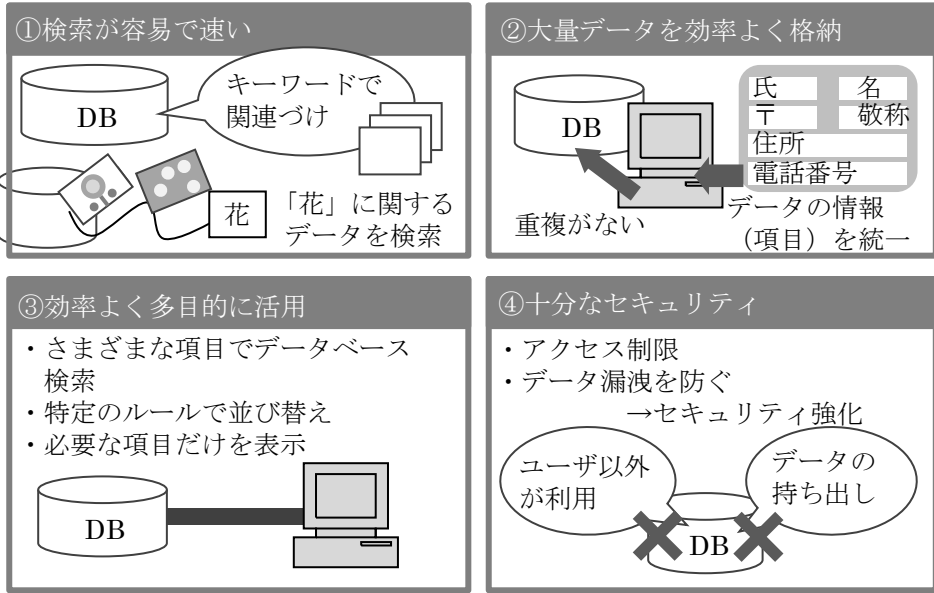 ①検索が容易で速い
DB
キーワードで
関連づけ
花
「花」に関する
データを検索
②大量データを効率よく格納
DB
氏 名
〒 敬称
住所
電話番号
重複がない
データの情報
(項目)を統一
③効率よく多目的に活用
・さまざまな項目でデータベース
検索
・特定のルールで並び替え
・必要な項目だけを表示
DB
④十分なセキュリティ
・アクセス制限
・データ漏洩を防ぐ
→セキュリティ強化
ユーザ以外
が利用
データの
持ち出し
DB